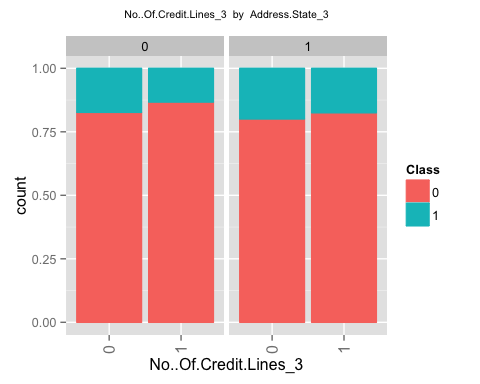 No..Of.Credit.Lines_3 by Address.State_3
0 1
1.00
0.75
0.50
0.25
0.00
count
0 1 0 1
No..Of.Credit.Lines_3
Class
0
1